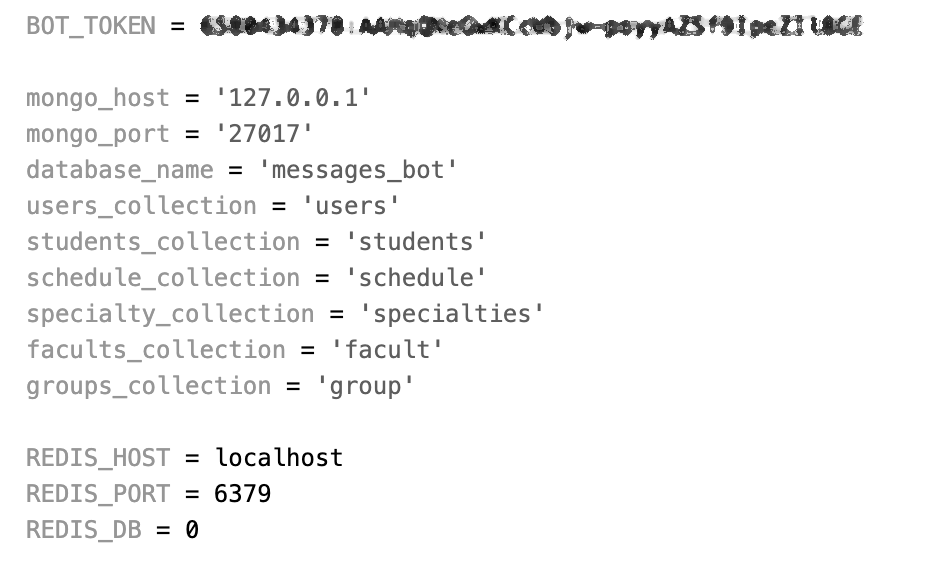 BOT_TOKEN =
mongo_host = '127.0.0.1'
mongo_port = '27017'
database_name = 'messages_bot'
users_collection = 'users'
students_collection = 'students'
schedule_collection = 'schedule'
specialty_collection = 'specialties'
facults_collection = 'facult'
groups_collection = 'group'
REDIS_HOST = localhost
REDIS_PORT = 6379
REDIS_DB = 0